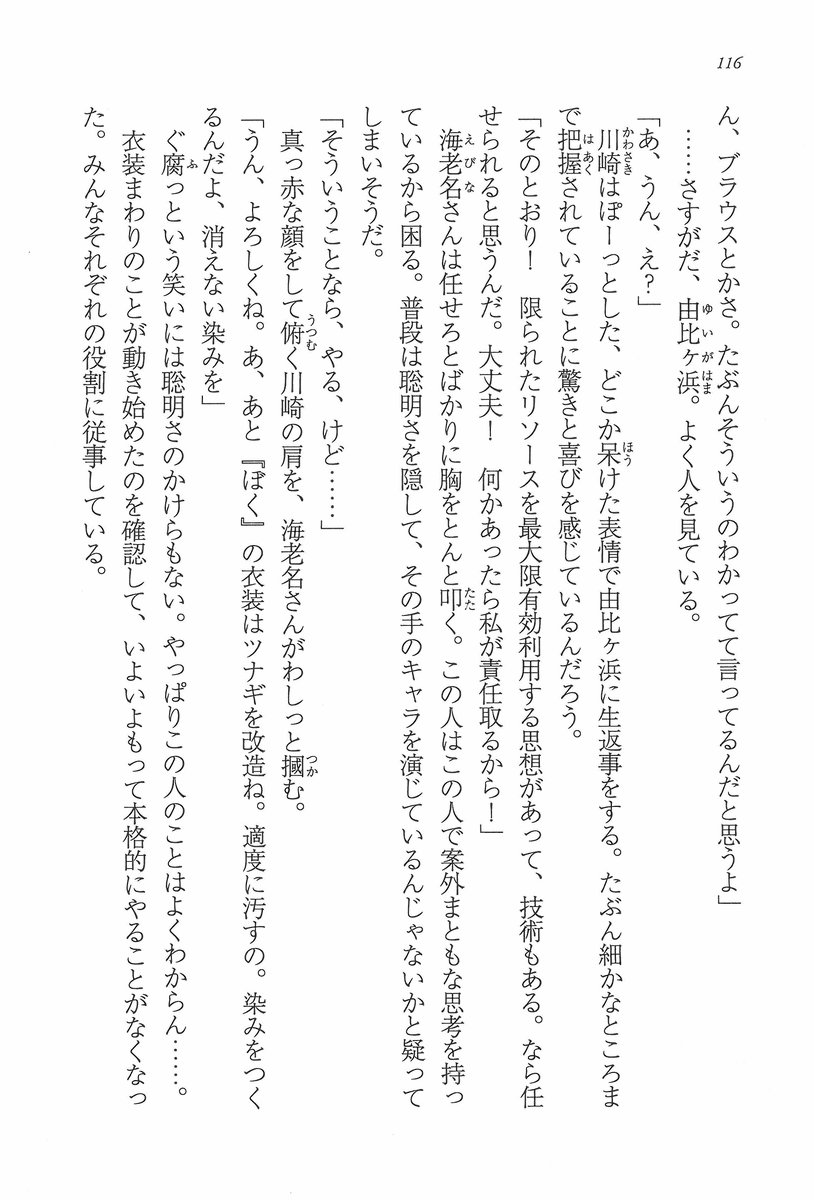 116
ん、ブラウスとかさ。たぶんそういうのわかってて言ってるんだと思うよ」
……さすがだ、由比ヶ浜。よく人を見ている。
「あ、うん、え?」
川崎はぽーっとした、どこか呆けた表情で由比ヶ浜に生返事をする。たぶん細かなところま
で把握されていることに驚きと喜びを感じているんだろう。
「そのとおり! 限られたリソースを最大限有効利用する思想があって、技術もある。なら任
せられると思うんだ。大丈夫! 何かあったら私が責任取るから!」
海老名さんは任せろとばかりに胸をとんと叩く。この人はこの人で案外まともな思考を持っ
ているから困る。普段は聡明さを隠して、その手のキャラを演じているんじゃないかと疑って
しまいそうだ。
「そういうことなら、やる、けど……」
真っ赤な顔をして俯く川崎の肩を、海老名さんがわしっと摑む。
「うん、よろしくね。あ、あと『ぼく』の衣装はツナギを改造ね。適度に汚すの。染みをつく
るんだよ、消えない染みを」
ぐ腐っという笑いには聡明さのかけらもない。やっぱりこの人のことはよくわからん……。
衣装まわりのことが動き始めたのを確認して、いよいよもって本格的にやることがなくなっ
た。みんなそれぞれの役割に従事している。